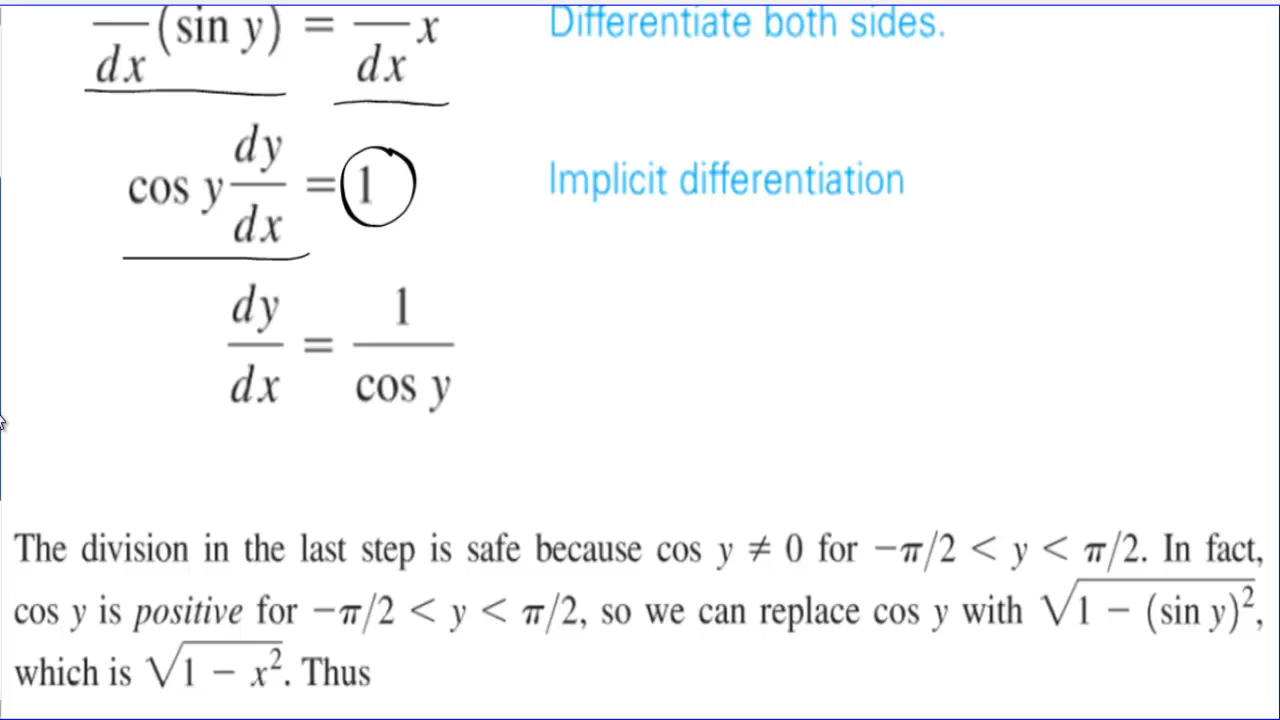 dx (sin y) = dx x Differentiate both sides.
cos y dy/dx = 1 Implicit differentiation
dy/dx = 1/cos y
The division in the last step is safe because cos y ≠ 0 for −π/2 < y < π/2. In fact,
cos y is positive for −π/2 < y < π/2, so we can replace cos y with √(1 − (sin y)²),
which is √(1 − x²). Thus